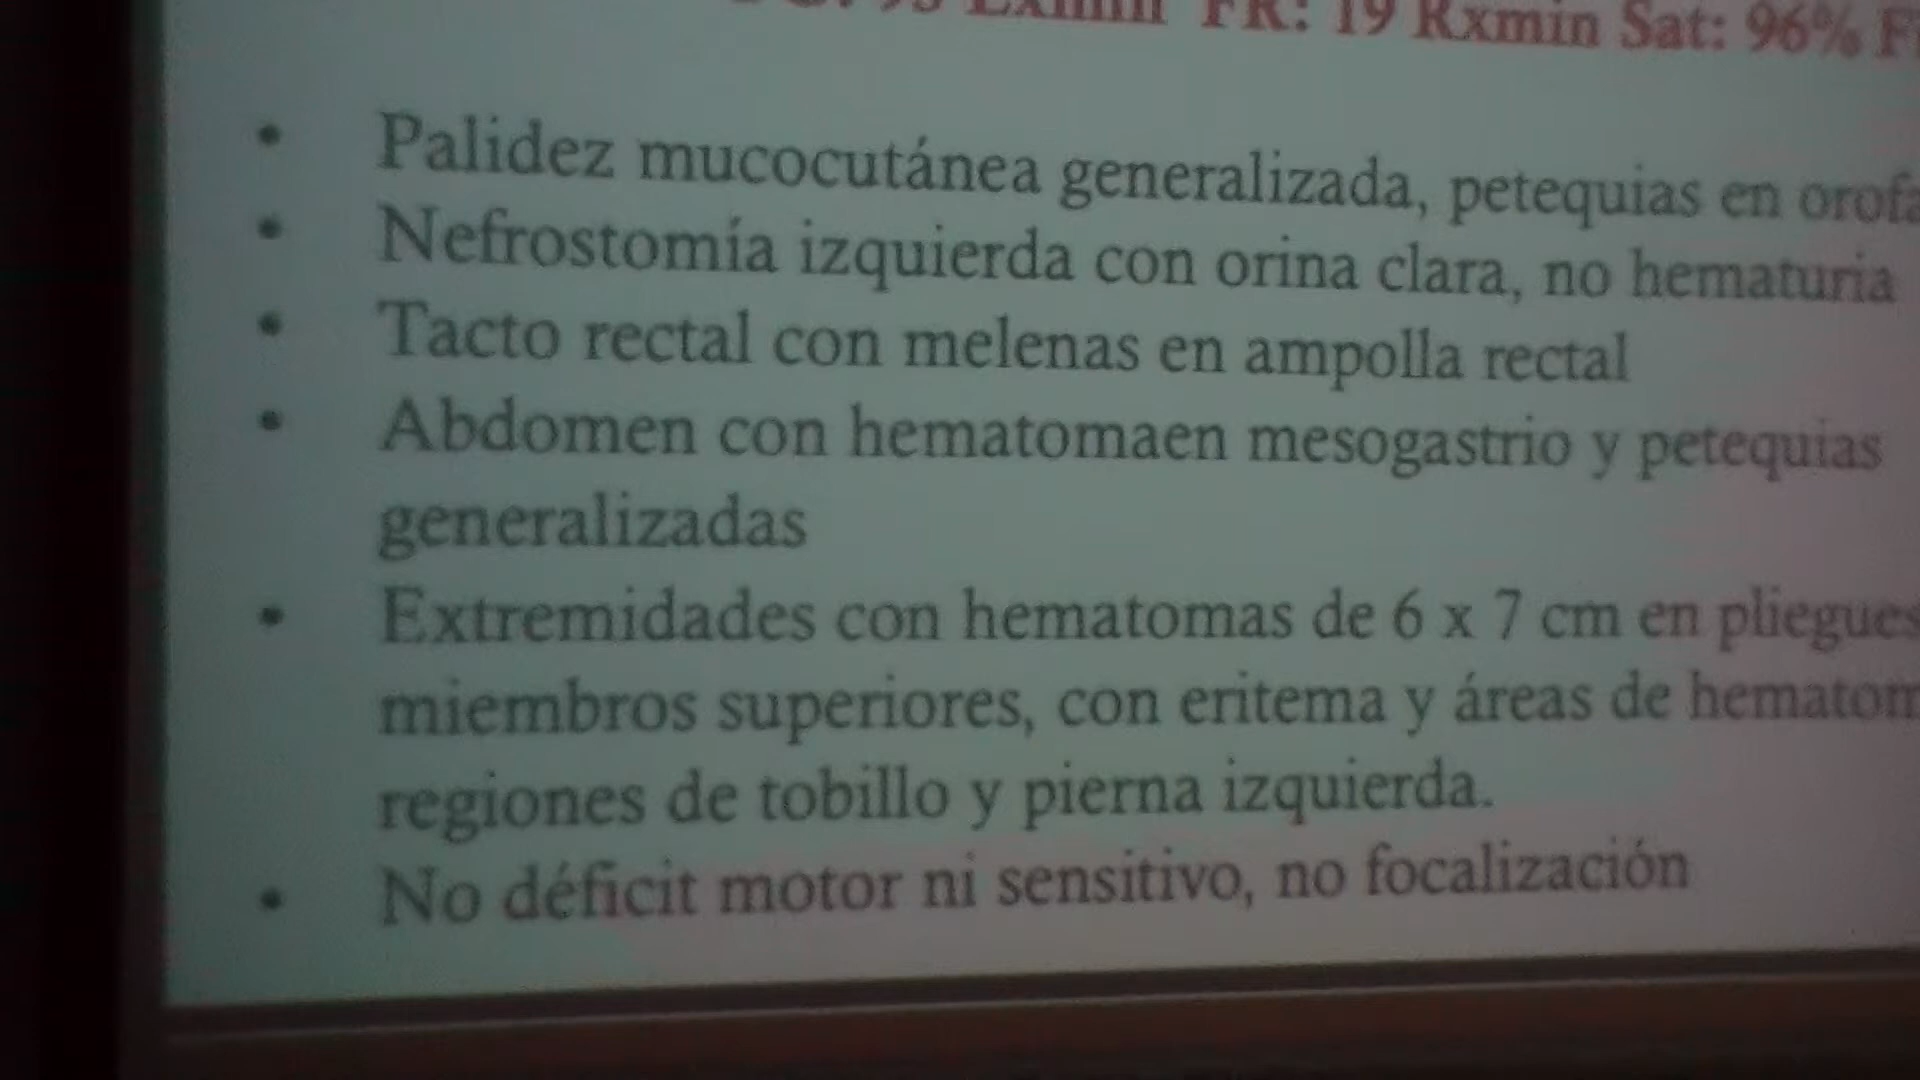 FR: 19 Rxmin Sat: 96%
• Palidez mucocutánea generalizada, petequias en
• Nefrostomía izquierda con orina clara, no hematuria
• Tacto rectal con melenas en ampolla rectal
• Abdomen con hematomaen mesogastrio y petequias
generalizadas
• Extremidades con hematomas de 6 x 7 cm en pliegues
miembros superiores, con eritema y áreas de
regiones de tobillo y pierna izquierda.
• No déficit motor ni sensitivo, no focalización